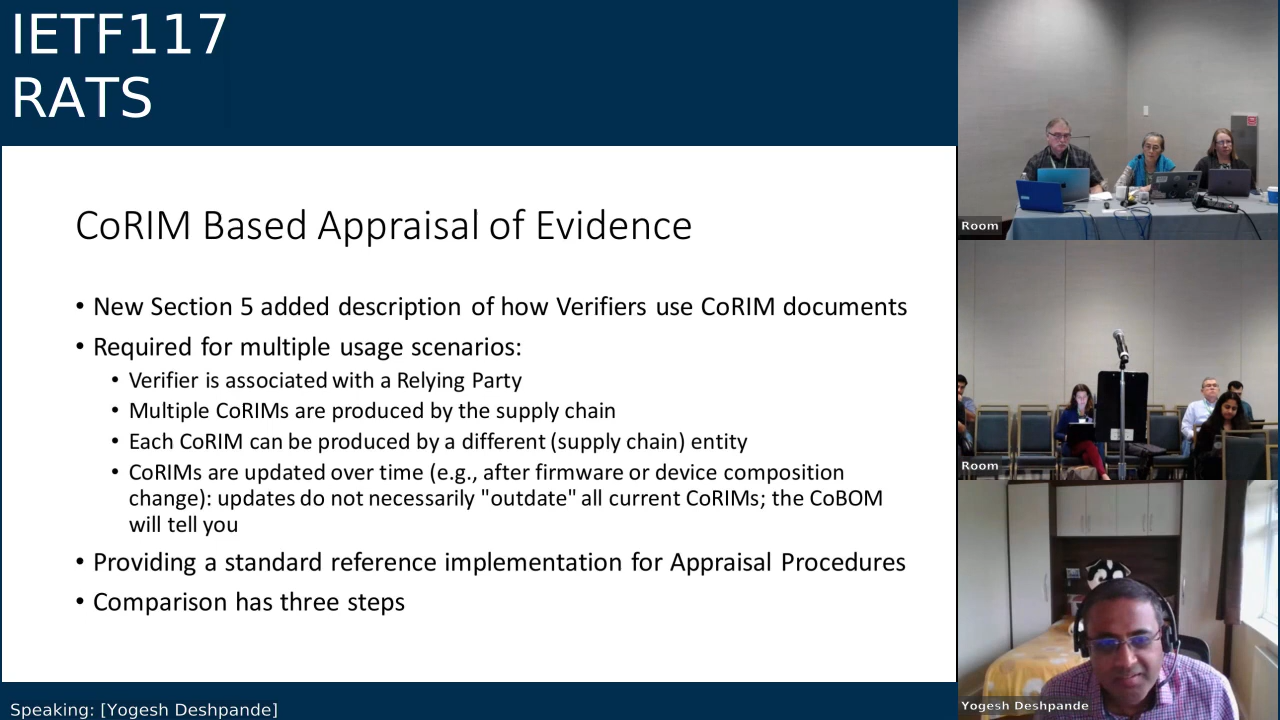 IETF117
RATS
CoRIM Based Appraisal of Evidence
• New Section 5 added description of how Verifiers use CoRIM documents
• Required for multiple usage scenarios:
• Verifier is associated with a Relying Party
• Multiple CoRIMs are produced by the supply chain
• Each CoRIM can be produced by a different (supply chain) entity
• CoRIMs are updated over time (e.g., after firmware or device composition
change): updates do not necessarily "outdate" all current CoRIMs; the CoBOM
will tell you
• Providing a standard reference implementation for Appraisal Procedures
• Comparison has three steps
Speaking: [Yogesh Deshpande]
Room
Room
Yogesh Deshpande